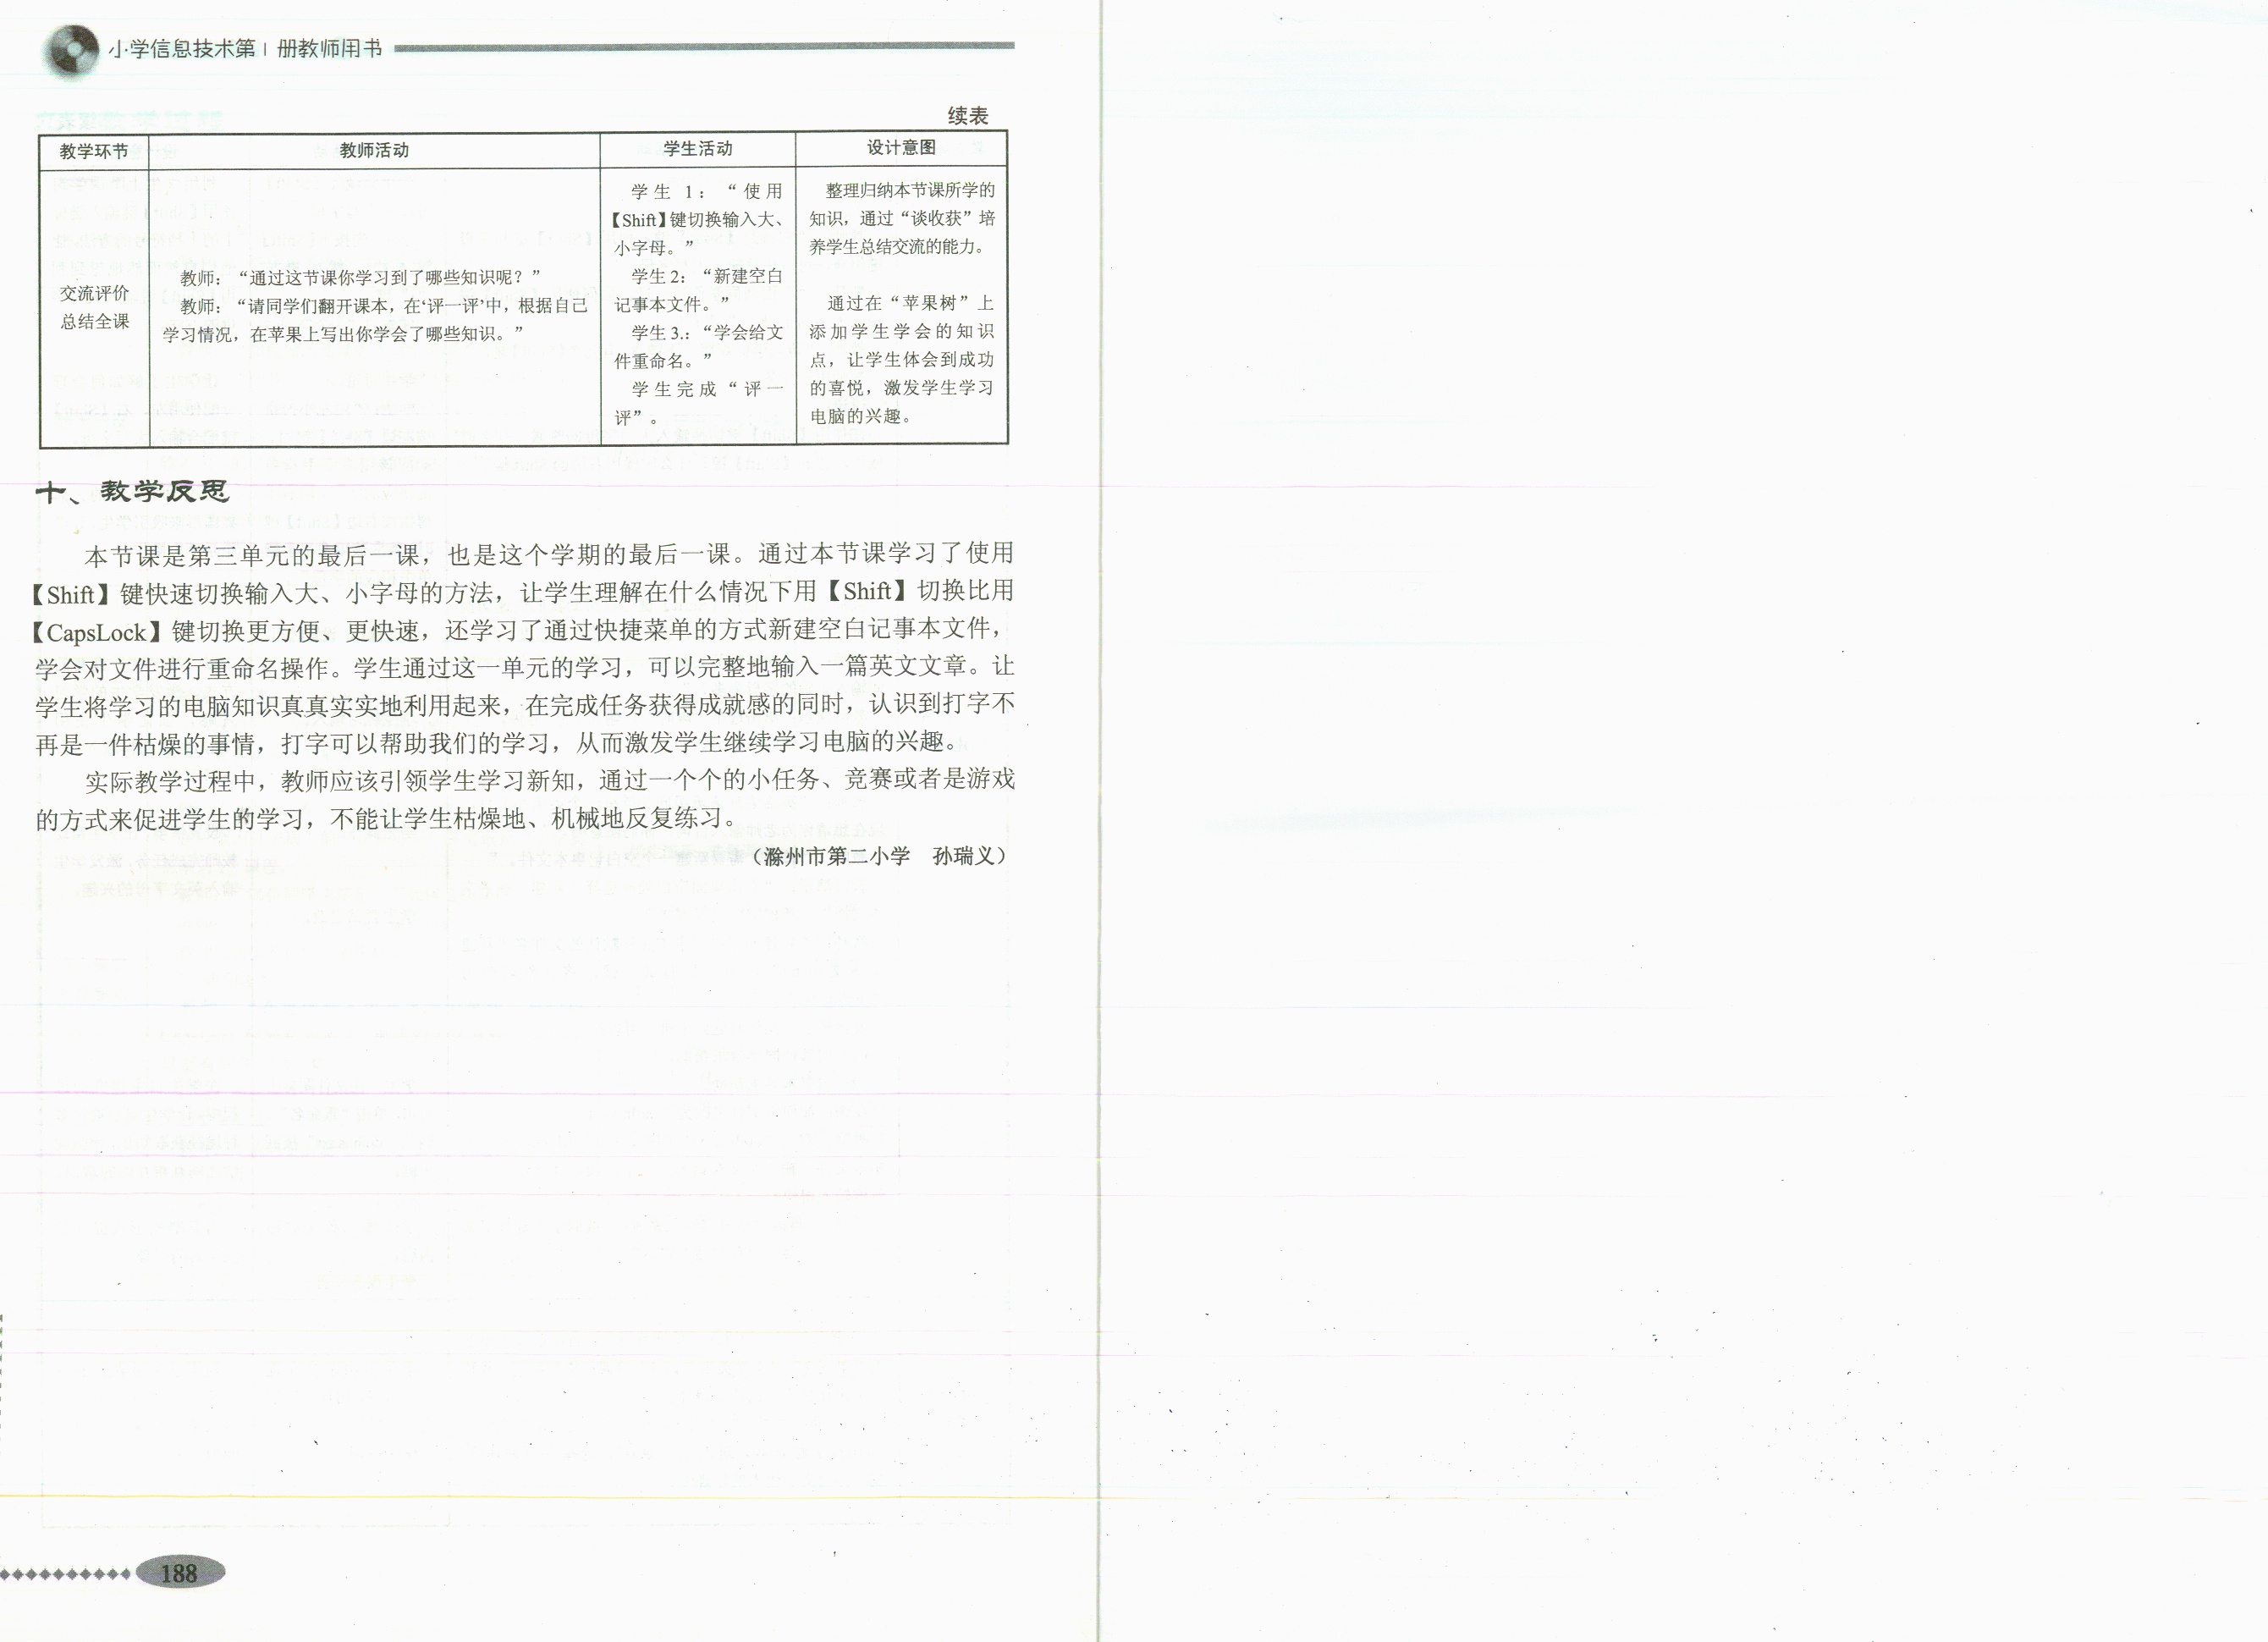 小学信息技术第1册教师用书
续表
教学环节
教师活动
学生活动
设计意图
交流评价
总结全课
教师：“通过这节课你学习到了哪些知识呢？”
教师：“请同学们翻开课本，在‘评一评’中，根据自己
学习情况，在苹果上写出你学会了哪些知识。”
学生1：“使用
【Shift】键切换输入大、
小字母。”
学生2：“新建空白
记事本文件。”
学生3.：“学会给文
件重命名。”
学生完成“评一
评”。
整理归纳本节课所学的
知识，通过“谈收获”培
养学生总结交流的能力。
通过在“苹果树”上
添加学生学会的知识
点，让学生体会到成功
的喜悦，激发学生学习
电脑的兴趣。
十、教学反思
本节课是第三单元的最后一课，也是这个学期的最后一课。通过本节课学习了使用
【Shift】键快速切换输入大、小字母的方法，让学生理解在什么情况下用【Shift】切换比用
【CapsLock】键切换更方便、更快速，还学习了通过快捷菜单的方式新建空白记事本文件，
学会对文件进行重命名操作。学生通过这一单元的学习，可以完整地输入一篇英文文章。让
学生将学习的电脑知识真真实实地利用起来，在完成任务获得成就感的同时，认识到打字不
再是一件枯燥的事情，打字可以帮助我们的学习，从而激发学生继续学习电脑的兴趣。
实际教学过程中，教师应该引领学生学习新知，通过一个个的小任务、竞赛或者是游戏
的方式来促进学生的学习，不能让学生枯燥地、机械地反复练习。
（滁州市第二小学　孙瑞义）
188